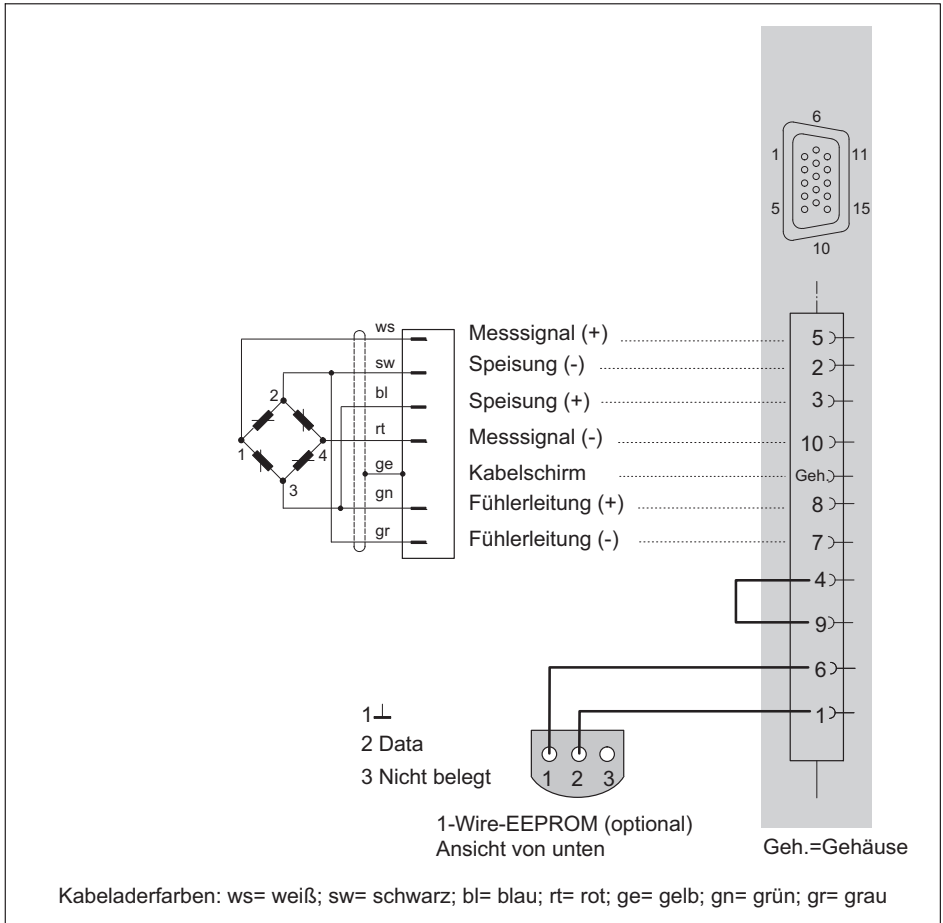 6
1
11
5
15
10
ws Messsignal (+) 5
sw Speisung (-) 2
bl Speisung (+) 3
rt Messsignal (-) 10
ge Kabelschirm Geh.
gn Fühlerleitung (+) 8
gr Fühlerleitung (-) 7
2
1
4
3
4
9
6
1
1
2 Data
3 Nicht belegt
1 2 3
1-Wire-EEPROM (optional)
Ansicht von unten
Geh.=Gehäuse
Kabeladerfarben: ws= weiß; sw= schwarz; bl= blau; rt= rot; ge= gelb; gn= grün; gr= grau